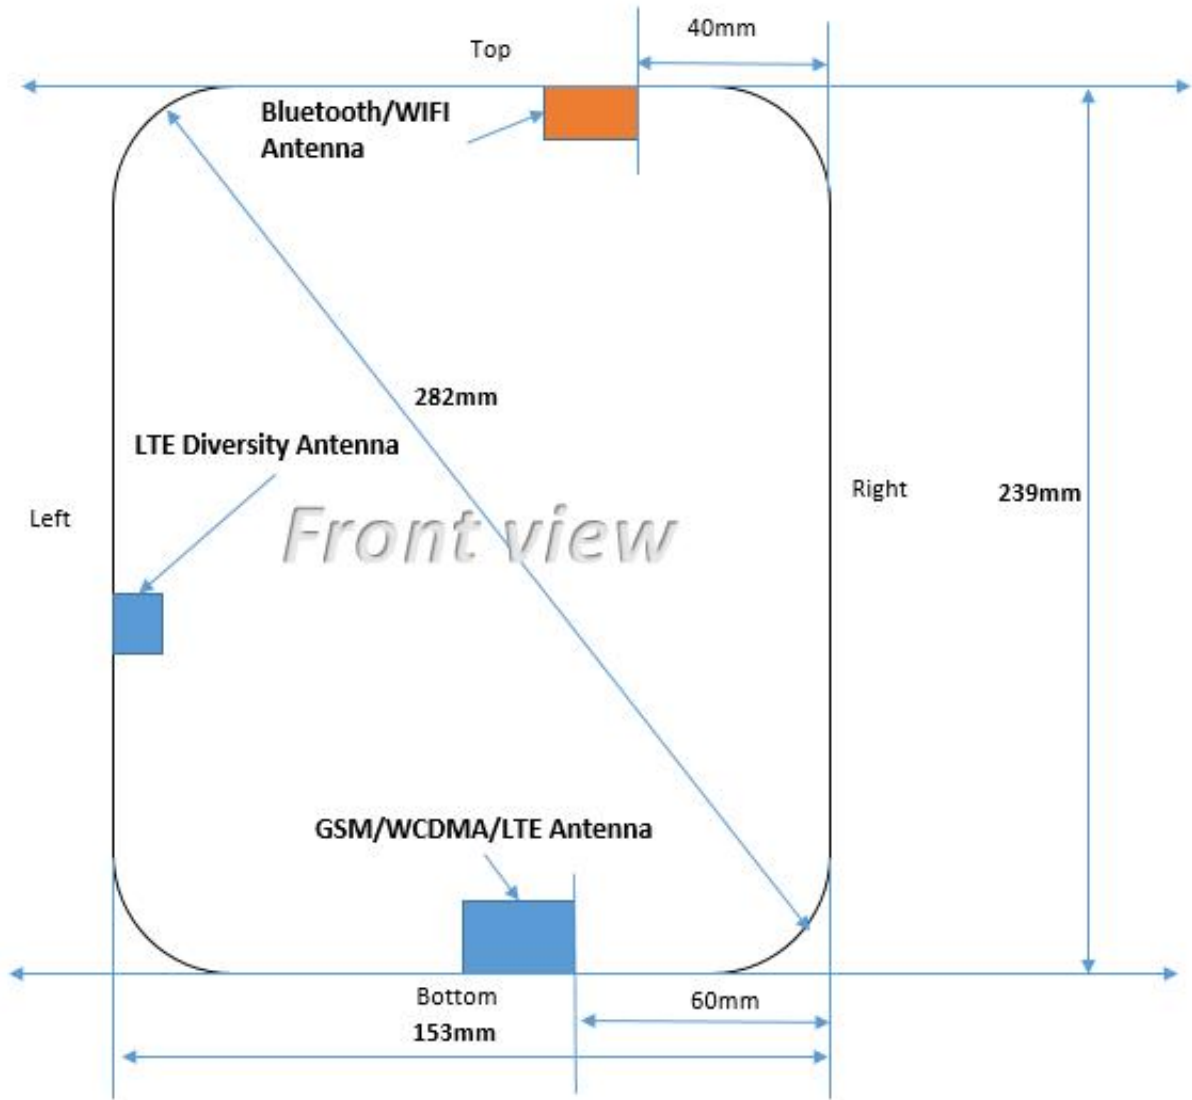 40mm
Top
Bluetooth/WIFI
Antenna
282mm
LTE Diversity Antenna
Left
Front view
Right
239mm
GSM/WCDMA/LTE Antenna
Bottom
60mm
153mm